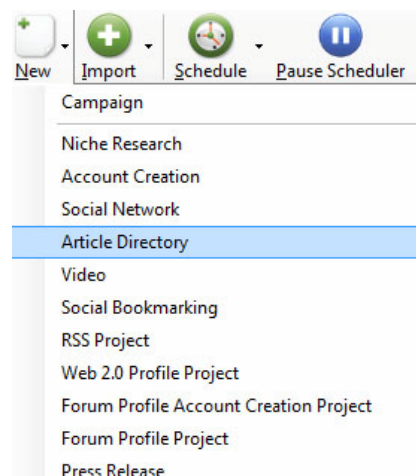 New Import Schedule Pause Scheduler
Campaign
Niche Research
Account Creation
Social Network
Article Directory
Video
Social Bookmarking
RSS Project
Web 2.0 Profile Project
Forum Profile Account Creation Project
Forum Profile Project
Press Release